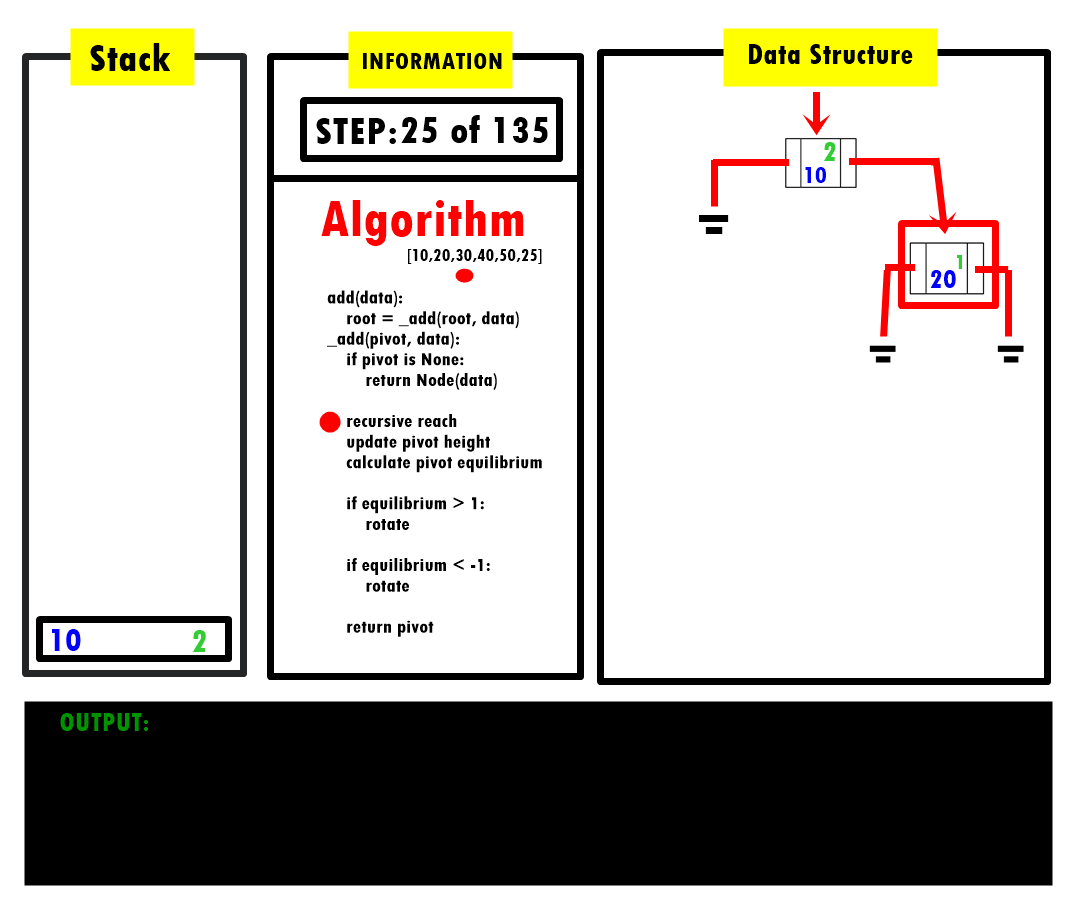 Stack
10 2
INFORMATION
STEP:25 of 135
Algorithm
[10,20,30,40,50,25]
add(data):
root = _add(root, data)
_add(pivot, data):
if pivot is None:
return Node(data)
recursive reach
update pivot height
calculate pivot equilibrium
if equilibrium > 1:
rotate
if equilibrium < -1:
rotate
return pivot
Data Structure
2
10
1
20
OUTPUT: